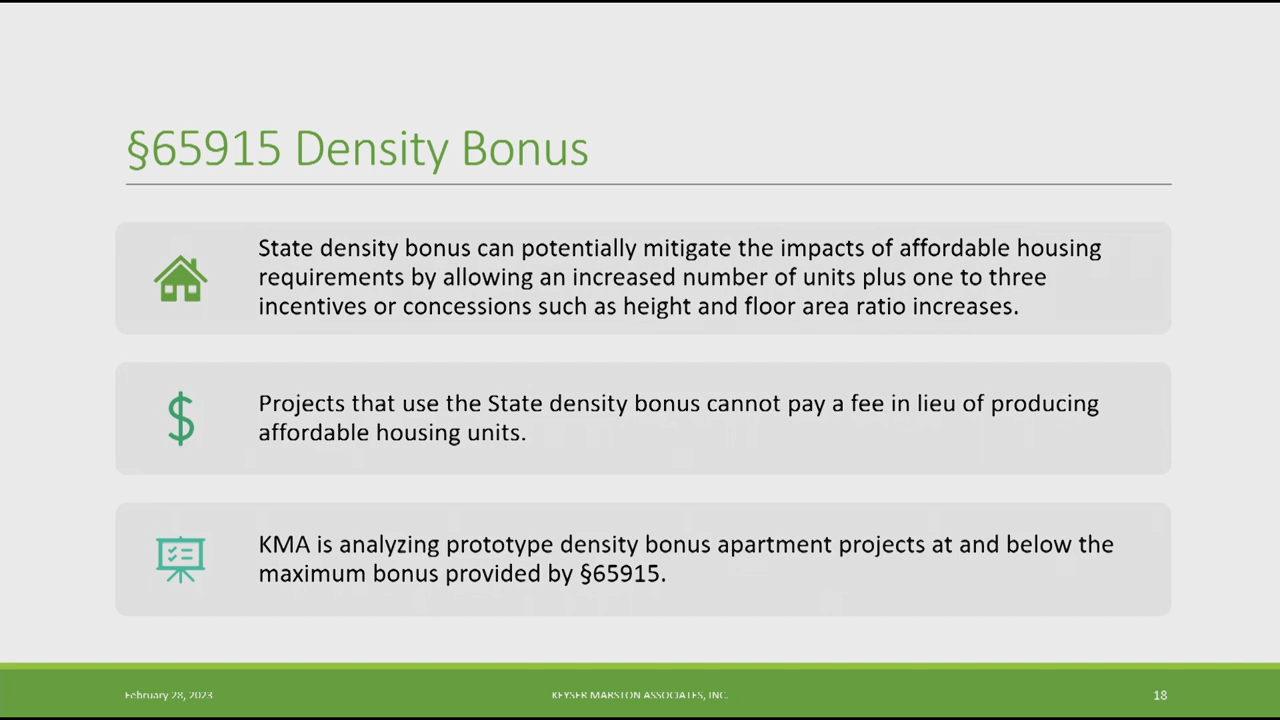 §65915 Density Bonus
State density bonus can potentially mitigate the impacts of affordable housing
requirements by allowing an increased number of units plus one to three
incentives or concessions such as height and floor area ratio increases.
Projects that use the State density bonus cannot pay a fee in lieu of producing
affordable housing units.
KMA is analyzing prototype density bonus apartment projects at and below the
maximum bonus provided by §65915.
February 28, 2023
KEYSER MARSTON ASSOCIATES, INC.
18